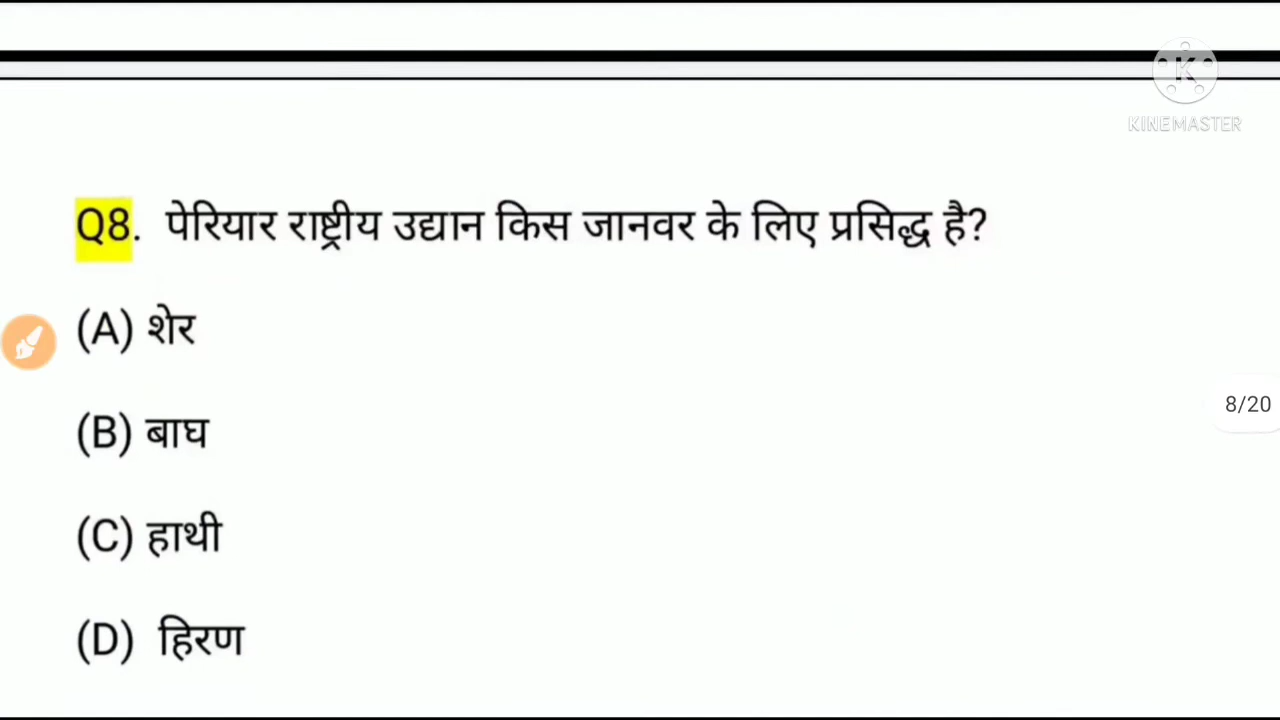 KINEMASTER
Q8. पेरियार राष्ट्रीय उद्यान किस जानवर के लिए प्रसिद्ध है?
(A) शेर
8/20
(B) बाघ
(C) हाथी
(D) हिरण